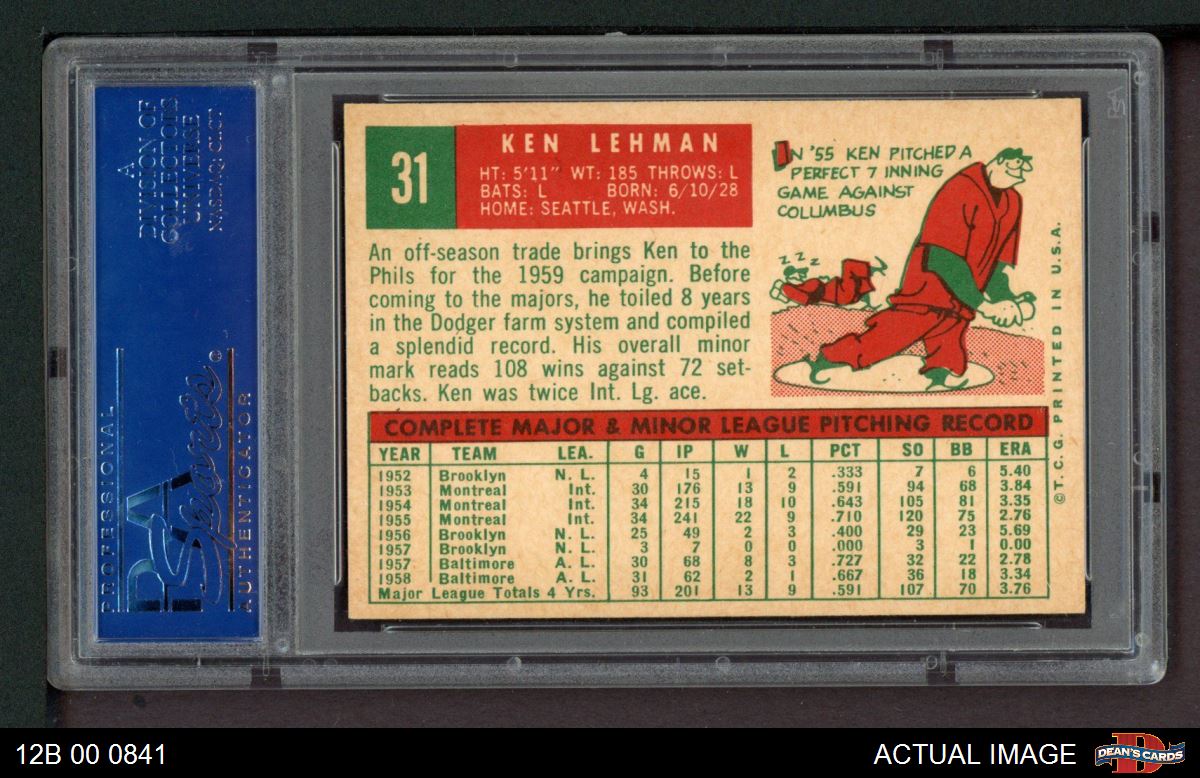 A
DIVISION OF
COLLECTORS
UNIVERSE
NASDAQ: CLCT
PROFESSIONAL
PSA
Sports
AUTHENTICATOR
31
KEN LEHMAN
HT: 5'11" WT: 185 THROWS: L
BATS: L BORN: 6/10/28
HOME: SEATTLE, WASH.
An off-season trade brings Ken to the
Phils for the 1959 campaign. Before
coming to the majors, he toiled 8 years
in the Dodger farm system and compiled
a splendid record. His overall minor
mark reads 108 wins against 72 set-
backs. Ken was twice Int. Lg. ace.
IN '55 KEN PITCHED A
PERFECT 7 INNING
GAME AGAINST
COLUMBUS
Z Z Z
COMPLETE MAJOR & MINOR LEAGUE PITCHING RECORD
YEAR TEAM LEA. G IP W L PCT SO BB ERA
1952 Brooklyn N. L. 4 15 1 2 .333 7 6 5.40
1953 Montreal Int. 30 176 13 9 .591 94 68 3.84
1954 Montreal Int. 34 215 18 10 .643 105 81 3.35
1955 Montreal Int. 34 241 22 9 .710 120 75 2.76
1956 Brooklyn N. L. 25 49 2 3 .400 29 23 5.69
1957 Brooklyn N. L. 3 7 0 0 .000 3 1 0.00
1957 Baltimore A. L. 30 68 8 3 .727 32 22 2.78
1958 Baltimore A. L. 31 62 2 1 .667 36 18 3.34
Major League Totals 4 Yrs. 93 201 13 9 .591 107 70 3.76
©T.C.G. PRINTED IN U.S.A.
PSA
12B 00 0841
ACTUAL IMAGE
DEAN'S CARDS